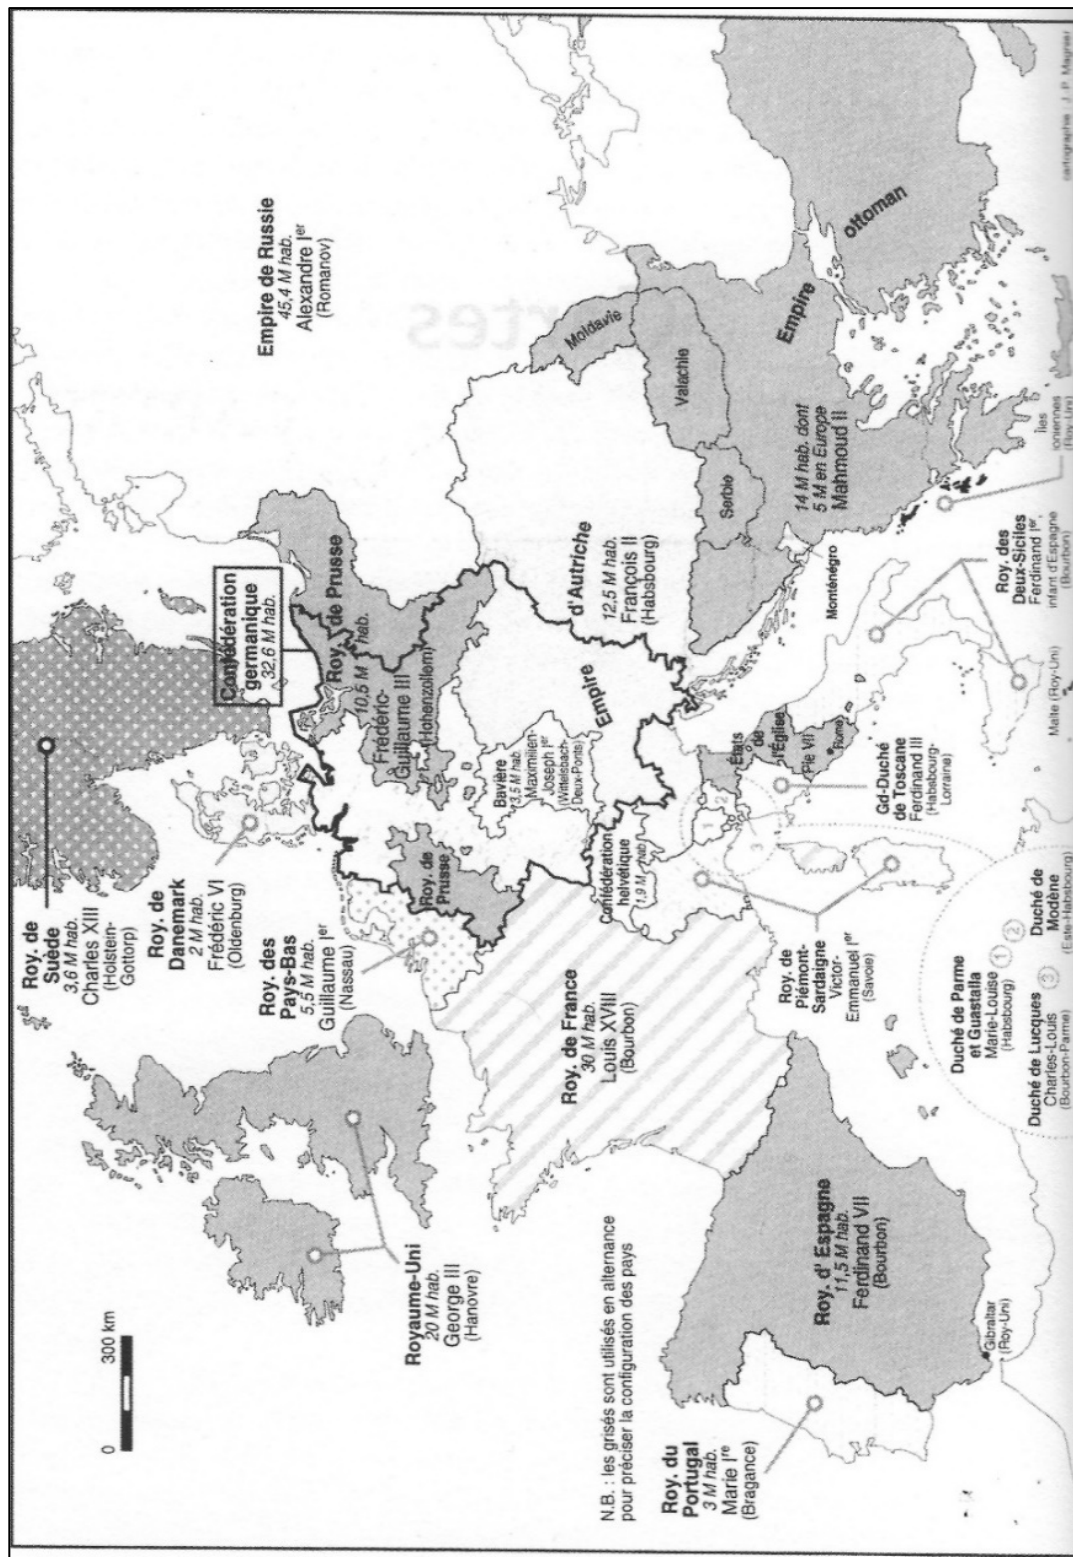 Roy. de
Suède
3,6 M hab.
Charles XIII
(Holstein-
Gottorp)
Roy. de
Danemark
2 M hab.
Frédéric VI
(Oldenburg)
Roy. des
Pays-Bas
5,5 M hab.
Guillaume Ier
(Nassau)
Confédération
germanique
32,6 M hab.
Empire de Russie
45,4 M hab.
Alexandre Ier
(Romanov)
0 300 km
Royaume-Uni
20 M hab.
George III
(Hanovre)
Roy. de
Prusse
Roy. de Prusse
10,5 M hab.
Frédéric-
Guillaume III
(Hohenzollern)
Bavière
3,5 M hab.
Maximilien-
Joseph Ier
(Wittelsbach-
Deux-Ponts)
Empire
d'Autriche
12,5 M hab.
François II
(Habsbourg)
Moldavie
Valachie
Serbie
Monténégro
Empire
ottoman
14 M hab. dont
5 M en Europe
Mahmoud II
Roy. de France
30 M hab.
Louis XVIII
(Bourbon)
Confédération
helvétique
1,9 M hab.
Roy. de
Piémont-
Sardaigne
Victor-
Emmanuel Ier
(Savoie)
1
2
3
États
de
l'Église
Pie VII
Rome
Gd-Duché
de Toscane
Ferdinand III
(Habsbourg-
Lorraine)
Roy. des
Deux-Siciles
Ferdinand Ier,
infant d'Espagne
(Bourbon)
Îles
ioniennes
(Roy-Uni)
Malte (Roy-Uni)
N.B. : les grisés sont utilisés en alternance
pour préciser la configuration des pays
Roy. du
Portugal
3 M hab.
Marie Ire
(Bragance)
Roy. d'Espagne
11,5 M hab.
Ferdinand VII
(Bourbon)
Gibraltar
(Roy-Uni)
Duché de Parme
et Guastalla
Marie-Louise
(Habsbourg) 1
Duché de Lucques 3
Charles-Louis
(Bourbon-Parme)
2
Duché de
Modène
(Este-Habsbourg)
cartographie : J. P. Magnier